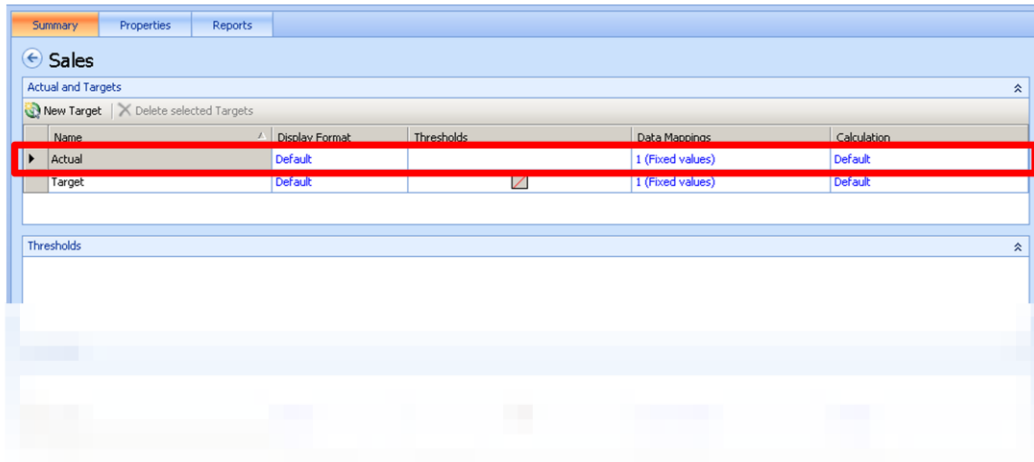 Summary Properties Reports
Sales
Actual and Targets
New Target Delete selected Targets
Name Display Format Thresholds Data Mappings Calculation
Actual Default 1 (Fixed values) Default
Target Default 1 (Fixed values) Default
Thresholds